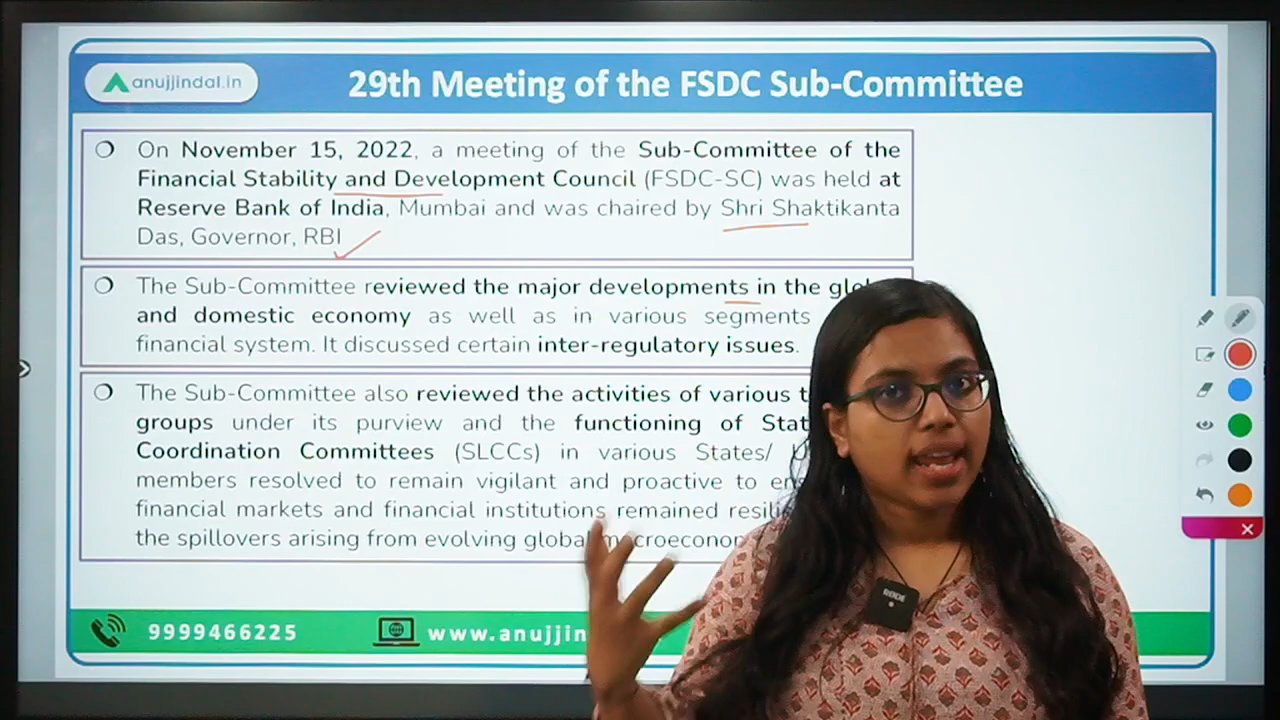 anujjindal.in
29th Meeting of the FSDC Sub-Committee
On November 15, 2022, a meeting of the Sub-Committee of the
Financial Stability and Development Council (FSDC-SC) was held at
Reserve Bank of India, Mumbai and was chaired by Shri Shaktikanta
Das, Governor, RBI
The Sub-Committee reviewed the major developments in the
and domestic economy as well as in various segments
financial system. It discussed certain inter-regulatory issues.
The Sub-Committee also reviewed the activities of various
groups under its purview and the functioning of
Coordination Committees (SLCCs) in various States/
members resolved to remain vigilant and proactive to
financial markets and financial institutions remained
the spillovers arising from evolving global
9999466225
www.anujjin
RODE